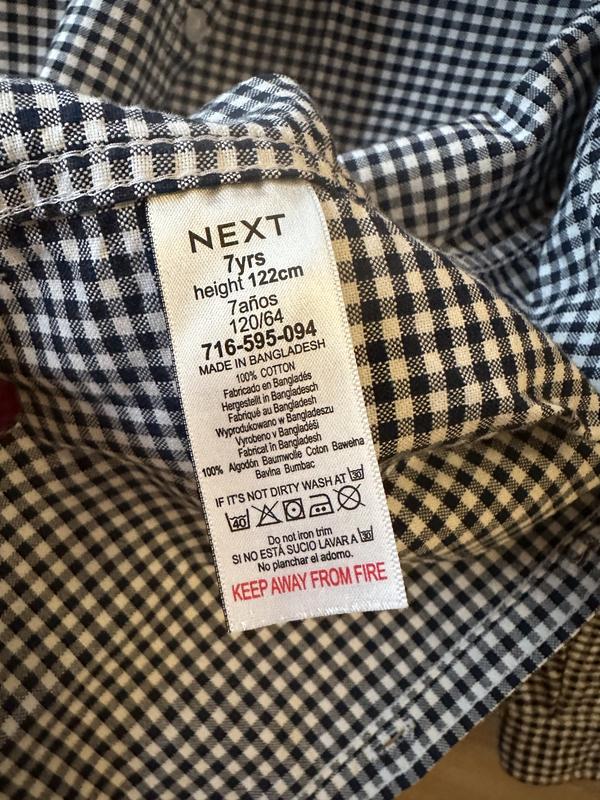 NEXT
7yrs
height 122cm
7años
120/64
716-595-094
MADE IN BANGLADESH
100% COTTON
Fabricado en Bangladés
Hergestellt in Bangladesch
Fabriqué au Bangladesh
Wyprodukowano w Bangladeszu
Vyrobeno v Bangladéši
Fabricat în Bangladesh
100% Algodón Baumwolle Coton Bawełna
Bavlna Bumbac
IF IT'S NOT DIRTY WASH AT 30
40
Do not iron trim
SI NO ESTÁ SUCIO LAVAR A 30
No planchar el adorno.
KEEP AWAY FROM FIRE